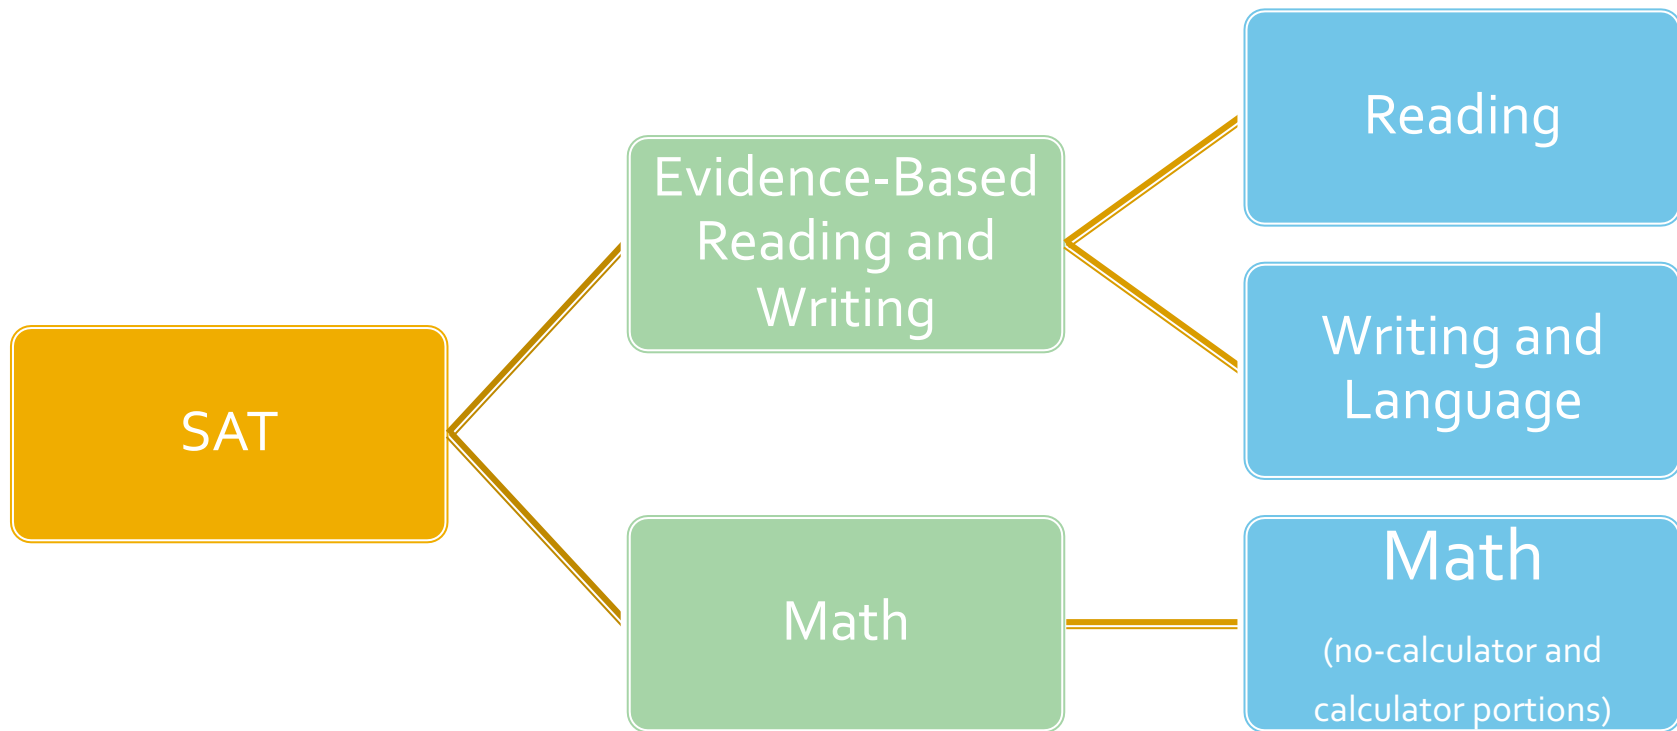 SAT
Evidence-Based
Reading and
Writing
Math
Reading
Writing and
Language
Math
(no-calculator and
calculator portions)